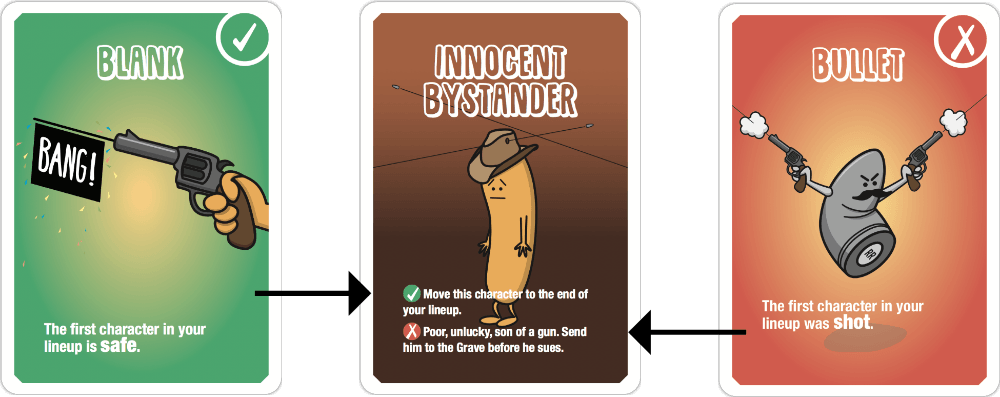 BLANK
BANG!
The first character in your
lineup is safe.
INNOCENT
BYSTANDER
Move this character to the end of
your lineup.
Poor, unlucky, son of a gun. Send
him to the Grave before he sues.
BULLET
RR
The first character in your
lineup was shot.